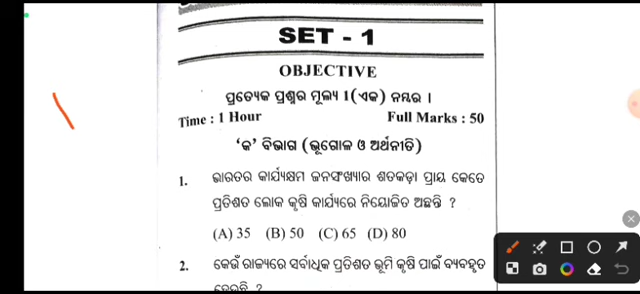 SET - 1
OBJECTIVE
ପ୍ରତ୍ୟେକ ପ୍ରଶ୍ନର ମୂଲ୍ୟ 1(ଏକ) ନମ୍ବର ।
Time : 1 Hour Full Marks : 50
‘କ’ ବିଭାଗ (ଭୂଗୋଳ ଓ ଅର୍ଥନୀତି)
1. ଭାରତର କାର୍ଯ୍ୟକ୍ଷମ ଜନସଂଖ୍ୟାର ଶତକଡ଼ା ପ୍ରାୟ କେତେ
ପ୍ରତିଶତ ଲୋକ କୃଷି କାର୍ଯ୍ୟରେ ନିୟୋଜିତ ଅଛନ୍ତି ?
(A) 35 (B) 50 (C) 65 (D) 80
2. କେଉଁ ରାଜ୍ୟରେ ସର୍ବାଧିକ ପ୍ରତିଶତ ଭୂମି କୃଷି ପାଇଁ ବ୍ୟବହୃତ